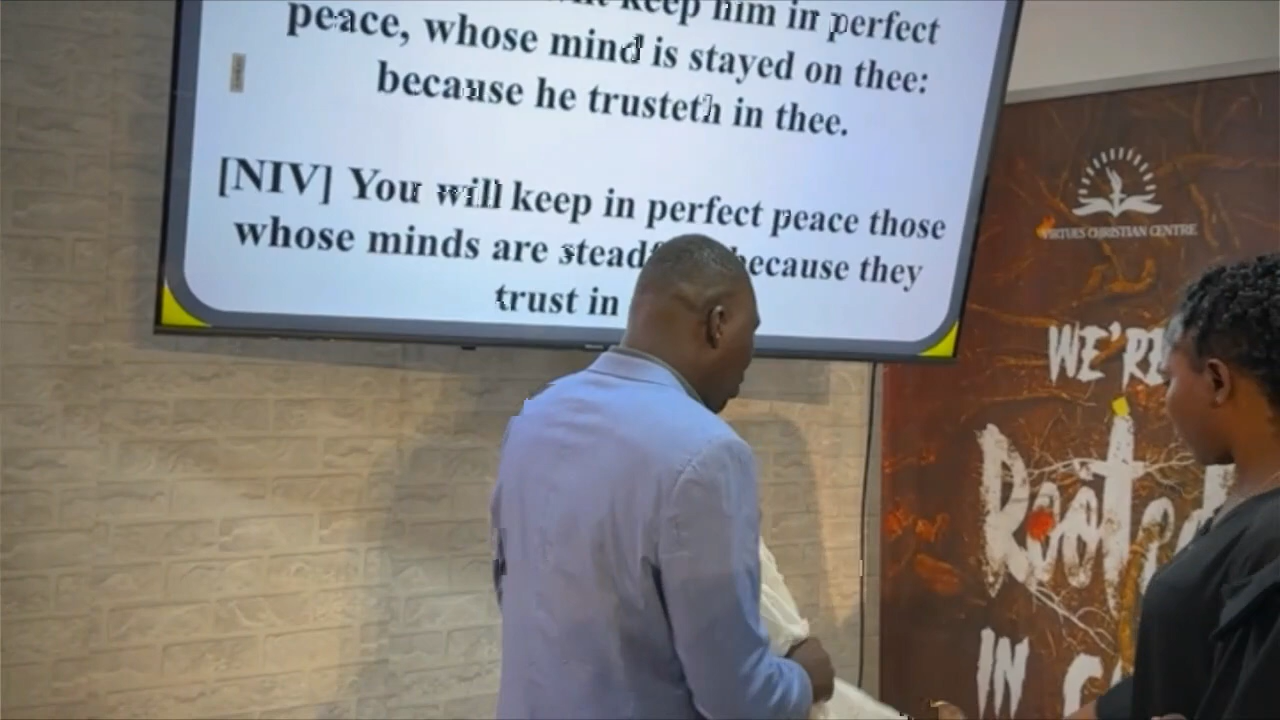 keep him in perfect
peace, whose mind is stayed on thee:
because he trusteth in thee.
[NIV] You will keep in perfect peace those
whose minds are because they
trust in
VIRTUES CHRISTIAN CENTRE
WE'RE
Rooted
IN